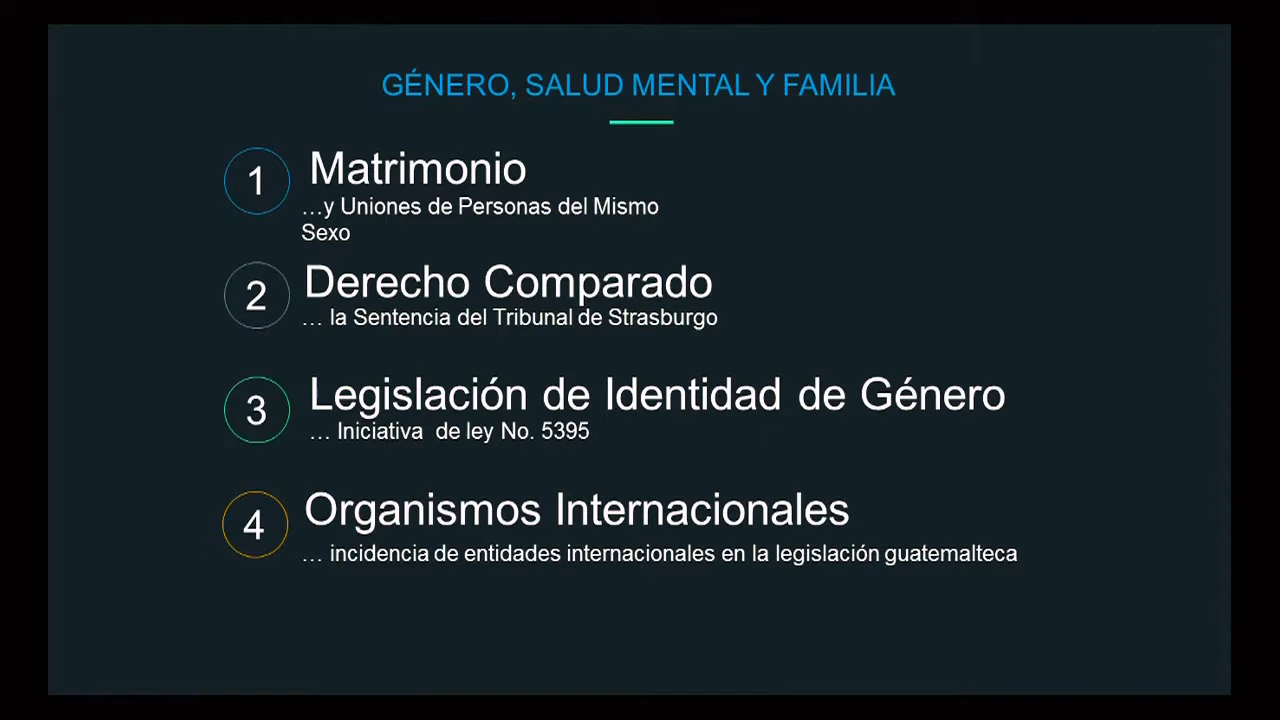 GÉNERO, SALUD MENTAL Y FAMILIA
1
Matrimonio
…y Uniones de Personas del Mismo
Sexo
2
Derecho Comparado
… la Sentencia del Tribunal de Strasburgo
3
Legislación de Identidad de Género
… Iniciativa de ley No. 5395
4
Organismos Internacionales
… incidencia de entidades internacionales en la legislación guatemalteca